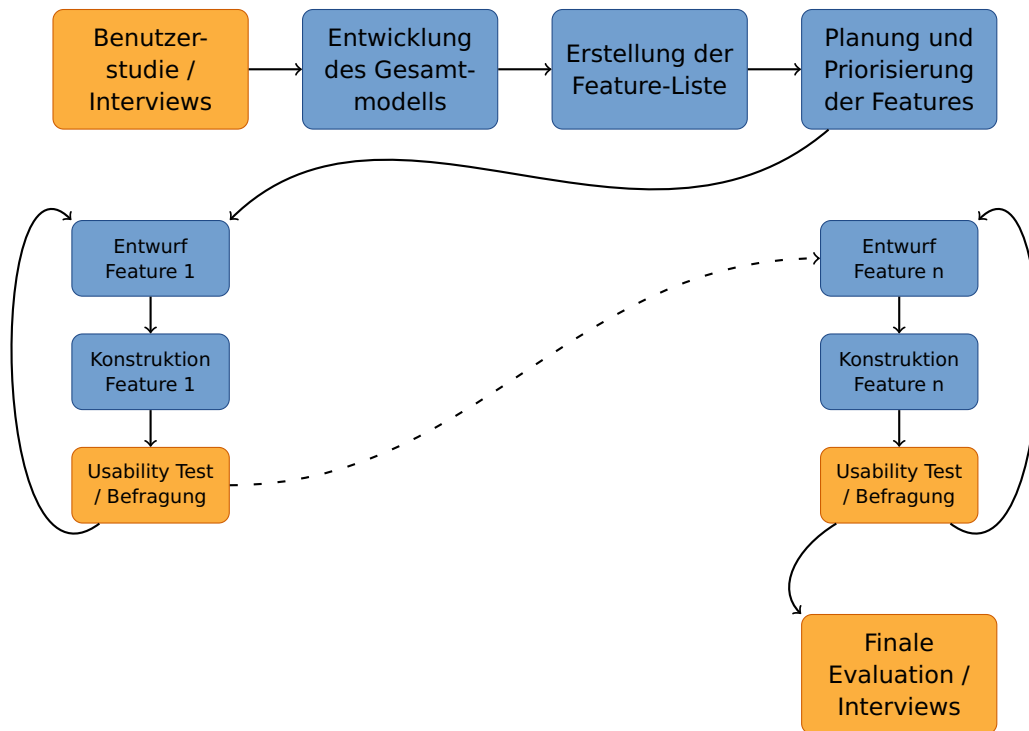 Benutzer-
studie /
Interviews
Entwicklung
des Gesamt-
modells
Erstellung der
Feature-Liste
Planung und
Priorisierung
der Features
Entwurf
Feature 1
Konstruktion
Feature 1
Usability Test
/ Befragung
Entwurf
Feature n
Konstruktion
Feature n
Usability Test
/ Befragung
Finale
Evaluation /
Interviews